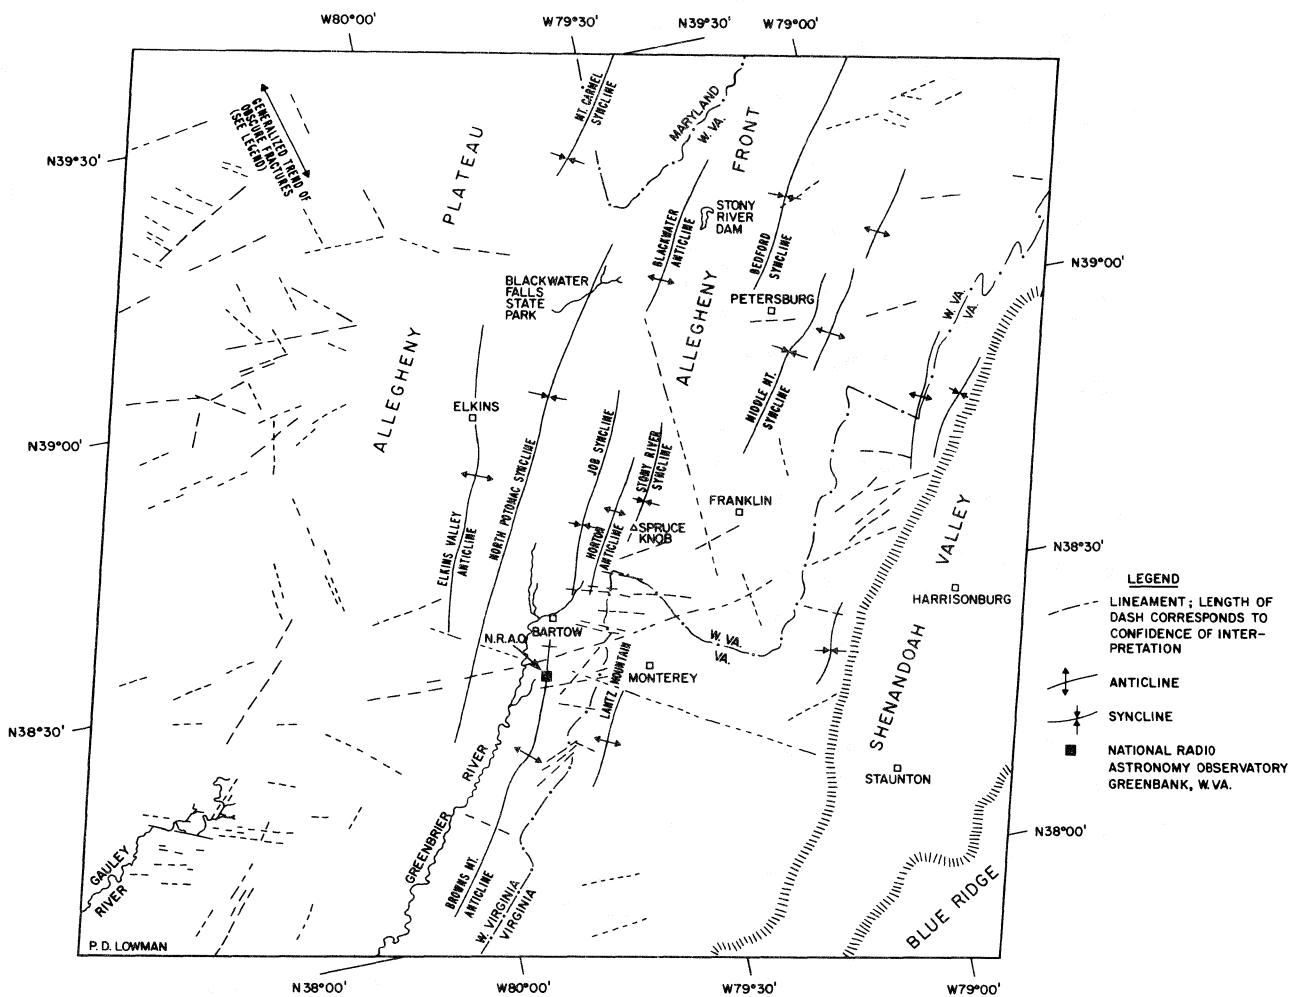 W80°00'
W79°30'
N39°30'
W79°00'
GENERALIZED TREND OF
OBSCURE FRACTURES
(SEE LEGEND)
MT. CARMEL
SYNCLINE
MARYLAND
W. VA.
N39°30'
PLATEAU
ALLEGHENY
FRONT
ALLEGHENY
STONY
RIVER
DAM
BLACKWATER
ANTICLINE
BEDFORD
SYNCLINE
N39°00'
BLACKWATER
FALLS
STATE
PARK
PETERSBURG
W. VA.
VA.
ELKINS
MIDDLE MT.
SYNCLINE
N39°00'
NORTH POTOMAC SYNCLINE
JOB SYNCLINE
STONY RIVER
SYNCLINE
ELKINS VALLEY
ANTICLINE
HORTON
ANTICLINE
SPRUCE
KNOB
FRANKLIN
N38°30'
SHENANDOAH
VALLEY
HARRISONBURG
BARTOW
N.R.A.O.
W. VA.
VA.
MONTEREY
LANTZ MOUNTAIN
N38°30'
STAUNTON
GREENBRIER
RIVER
GAULEY
RIVER
BROWNS MT.
ANTICLINE
W. VIRGINIA
VIRGINIA
N38°00'
BLUE RIDGE
P. D. LOWMAN
N38°00'
W80°00'
W79°30'
W79°00'
LEGEND
LINEAMENT; LENGTH OF
DASH CORRESPONDS TO
CONFIDENCE OF INTER-
PRETATION
ANTICLINE
SYNCLINE
NATIONAL RADIO
ASTRONOMY OBSERVATORY
GREENBANK, W. VA.